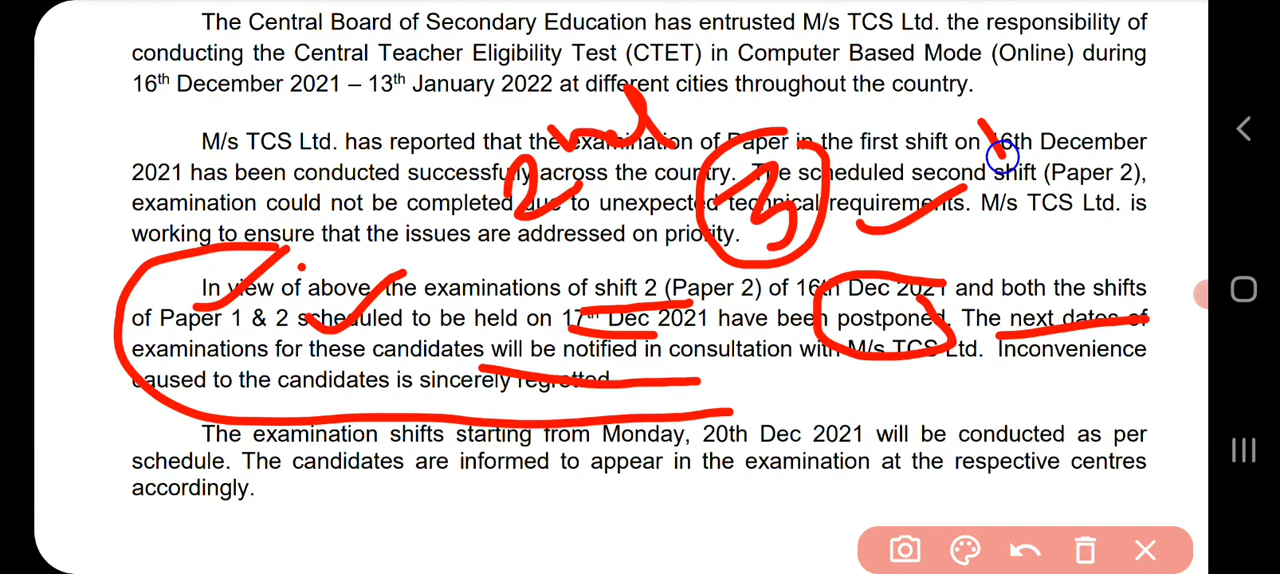 The Central Board of Secondary Education has entrusted M/s TCS Ltd. the responsibility of
conducting the Central Teacher Eligibility Test (CTET) in Computer Based Mode (Online) during
16th December 2021 – 13th January 2022 at different cities throughout the country.
M/s TCS Ltd. has reported that the examination of Paper in the first shift on 16th December
2021 has been conducted successfully across the country. The scheduled second shift (Paper 2),
examination could not be completed due to unexpected technical requirements. M/s TCS Ltd. is
working to ensure that the issues are addressed on priority.
2nd
3
In view of above, the examinations of shift 2 (Paper 2) of 16th Dec 2021 and both the shifts
of Paper 1 & 2 scheduled to be held on 17th Dec 2021 have been postponed. The next dates of
examinations for these candidates will be notified in consultation with M/s TCS Ltd. Inconvenience
caused to the candidates is sincerely regretted.
The examination shifts starting from Monday, 20th Dec 2021 will be conducted as per
schedule. The candidates are informed to appear in the examination at the respective centres
accordingly.